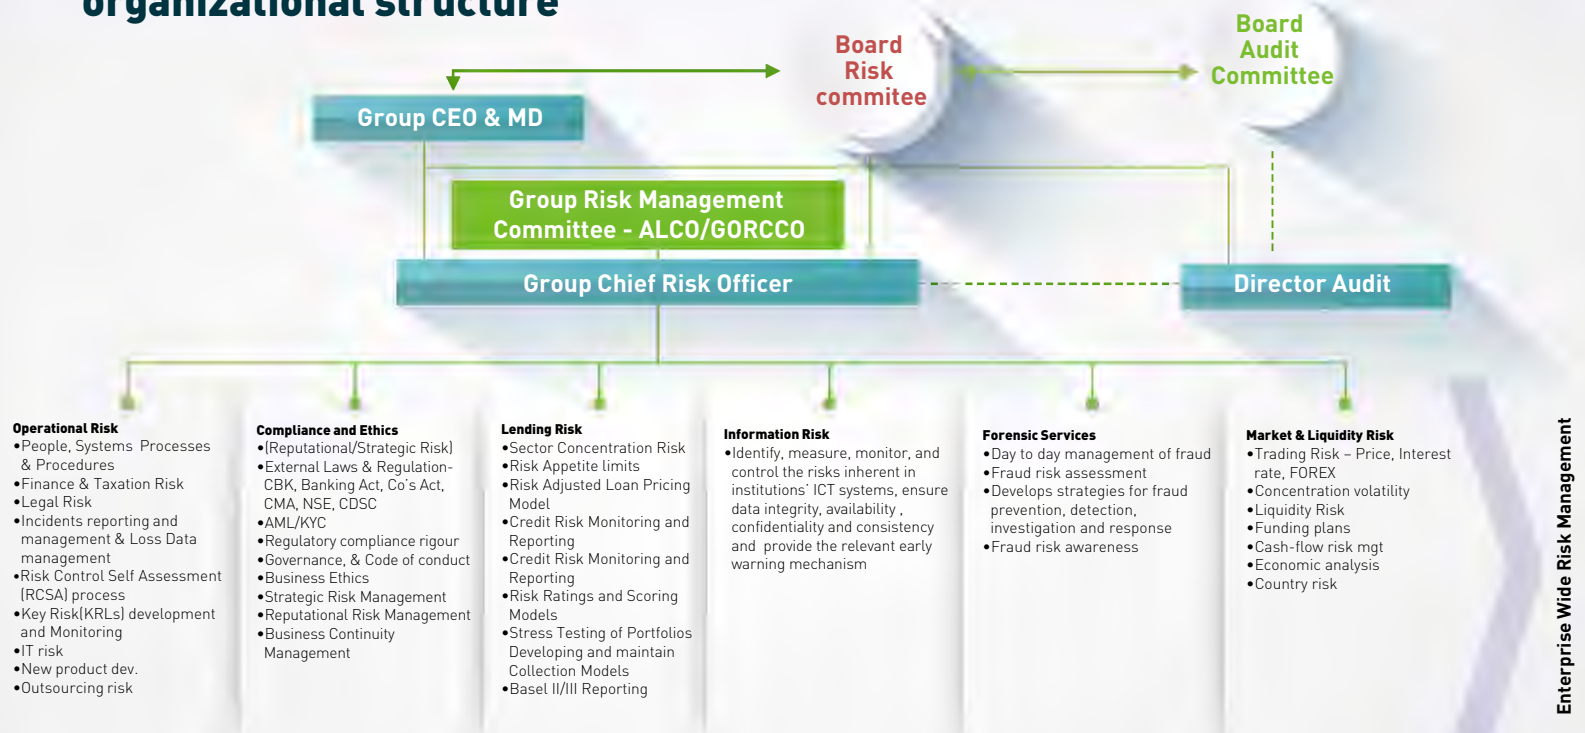 organizational structure
Board
Risk
commitee
Board
Audit
Committee
Group CEO & MD
Group Risk Management
Committee - ALCO/GORCCO
Group Chief Risk Officer
Director Audit
Operational Risk
•People, Systems Processes
& Procedures
•Finance & Taxation Risk
•Legal Risk
•Incidents reporting and
management & Loss Data
management
•Risk Control Self Assessment
(RCSA) process
•Key Risk(KRLs) development
and Monitoring
•IT risk
•New product dev.
•Outsourcing risk
Compliance and Ethics
•(Reputational/Strategic Risk)
•External Laws & Regulation-
CBK, Banking Act, Co's Act,
CMA, NSE, CDSC
•AML/KYC
•Regulatory compliance rigour
•Governance, & Code of conduct
•Business Ethics
•Strategic Risk Management
•Reputational Risk Management
•Business Continuity
Management
Lending Risk
•Sector Concentration Risk
•Risk Appetite limits
•Risk Adjusted Loan Pricing
Model
•Credit Risk Monitoring and
Reporting
•Credit Risk Monitoring and
Reporting
•Risk Ratings and Scoring
Models
•Stress Testing of Portfolios
Developing and maintain
Collection Models
•Basel II/III Reporting
Information Risk
•Identify, measure, monitor, and
control the risks inherent in
institutions' ICT systems, ensure
data integrity, availability ,
confidentiality and consistency
and provide the relevant early
warning mechanism
Forensic Services
•Day to day management of fraud
•Fraud risk assessment
•Develops strategies for fraud
prevention, detection,
investigation and response
•Fraud risk awareness
Market & Liquidity Risk
•Trading Risk – Price, Interest
rate, FOREX
•Concentration volatility
•Liquidity Risk
•Funding plans
•Cash-flow risk mgt
•Economic analysis
•Country risk
Enterprise Wide Risk Management